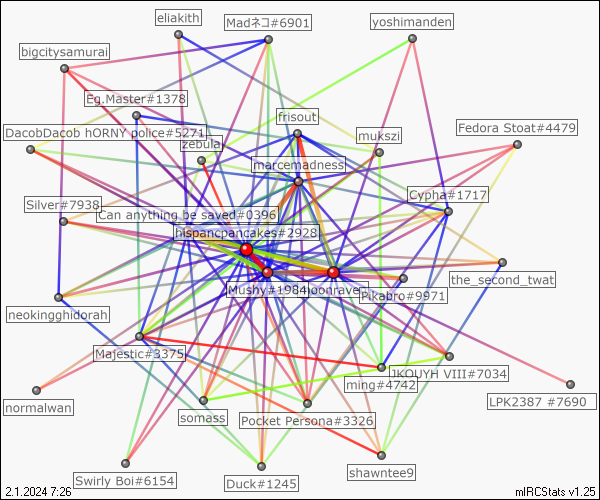 eliakith
Madネコ#6901
yoshimanden
bigcitysamurai
Eg.Master#1378
frisout
Fedora Stoat#4479
DacobDacob hORNY police#5271
zebula
mukszi
marcemadness
Cypha#1717
Silver#7938
Can anything be saved#0396
hispancpancakes#2928
the_second_twat
Mushy#1984
Pikabro#9971
neokingghidorah
Majestic#3375
VIII#7034
ming#4742
normalwan
somass
Pocket Persona#3326
LPK2387 #7690
Swirly Boi#6154
Duck#1245
shawntee9
2.1.2024 7:26
mIRCStats v1.25